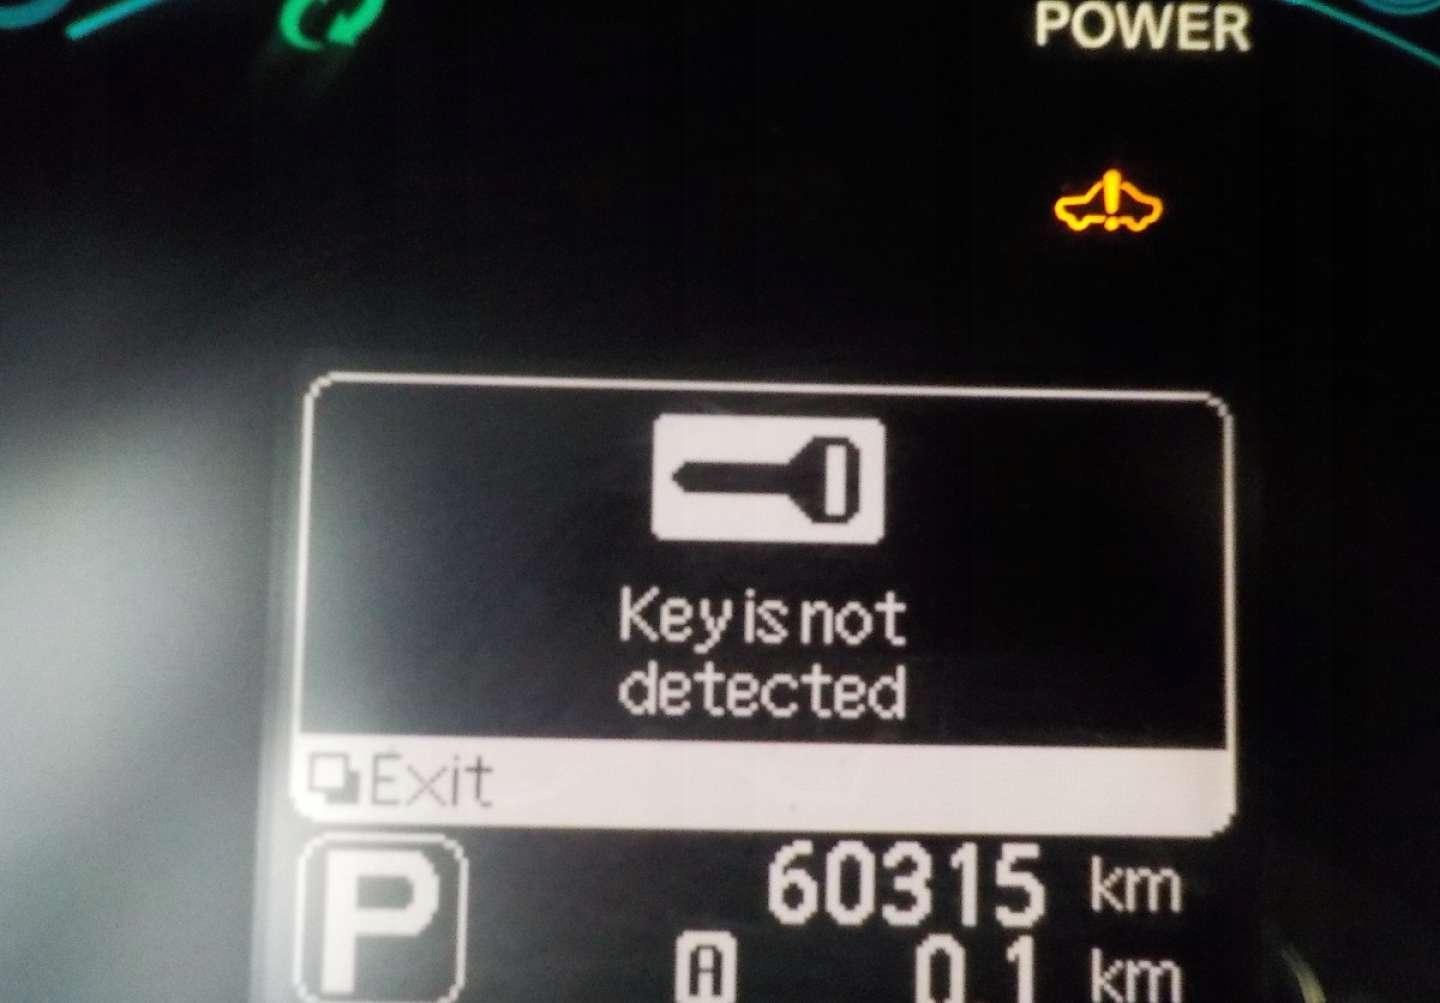 POWER
Key is not
detected
Exit
60315 km
P
A 0.1 km